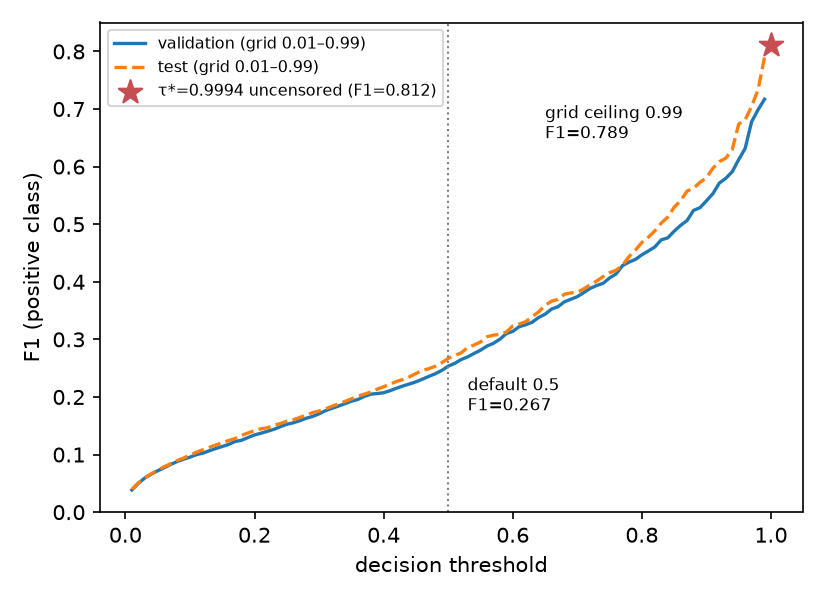 validation (grid 0.01–0.99)
test (grid 0.01–0.99)
τ*=0.9994 uncensored (F1=0.812)
grid ceiling 0.99
F1=0.789
default 0.5
F1=0.267
F1 (positive class)
0.8
0.7
0.6
0.5
0.4
0.3
0.2
0.1
0.0
0.0 0.2 0.4 0.6 0.8 1.0
decision threshold